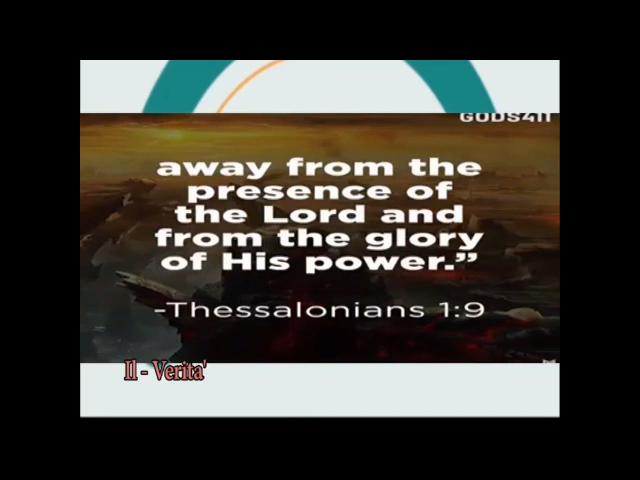 GODS411
away from the
presence of
the Lord and
from the glory
of His power.”
-Thessalonians 1:9
Il - Verita'